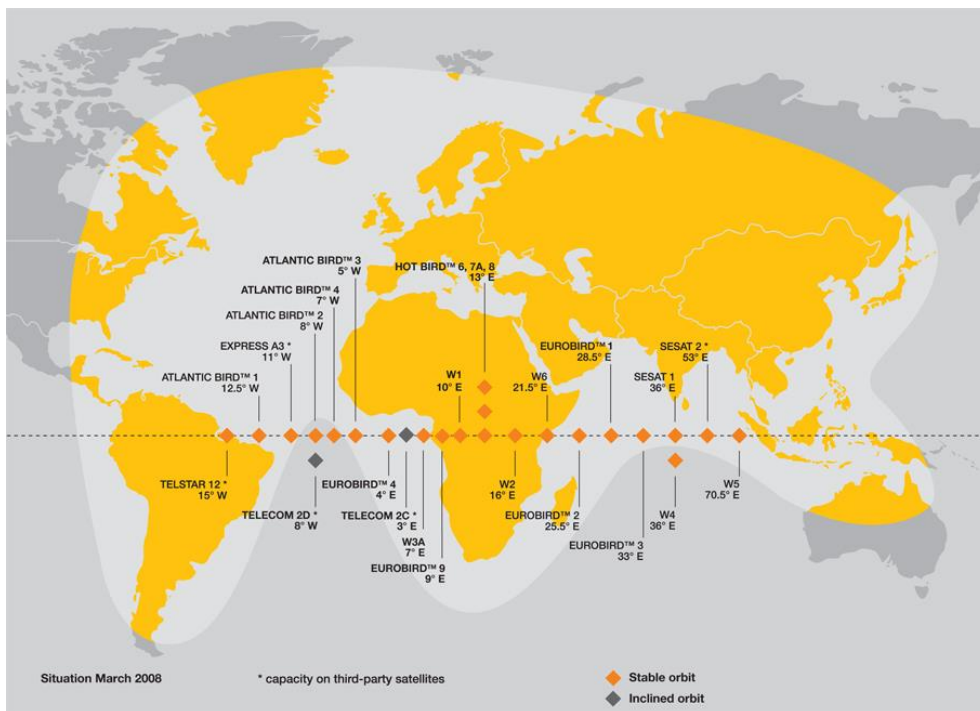 ATLANTIC BIRD™ 3
5° W
HOT BIRD™ 6, 7A, 8
13° E
ATLANTIC BIRD™ 4
7° W
ATLANTIC BIRD™ 2
8° W
EXPRESS A3 *
11° W
ATLANTIC BIRD™ 1
12.5° W
W1
10° E
W6
21.5° E
EUROBIRD™ 1
28.5° E
SESAT 2 *
53° E
SESAT 1
36° E
TELSTAR 12 *
15° W
TELECOM 2D *
8° W
EUROBIRD™ 4
4° E
TELECOM 2C *
3° E
W3A
7° E
EUROBIRD™ 9
9° E
W2
16° E
EUROBIRD™ 2
25.5° E
EUROBIRD™ 3
33° E
W4
36° E
W5
70.5° E
Situation March 2008
* capacity on third-party satellites
Stable orbit
Inclined orbit